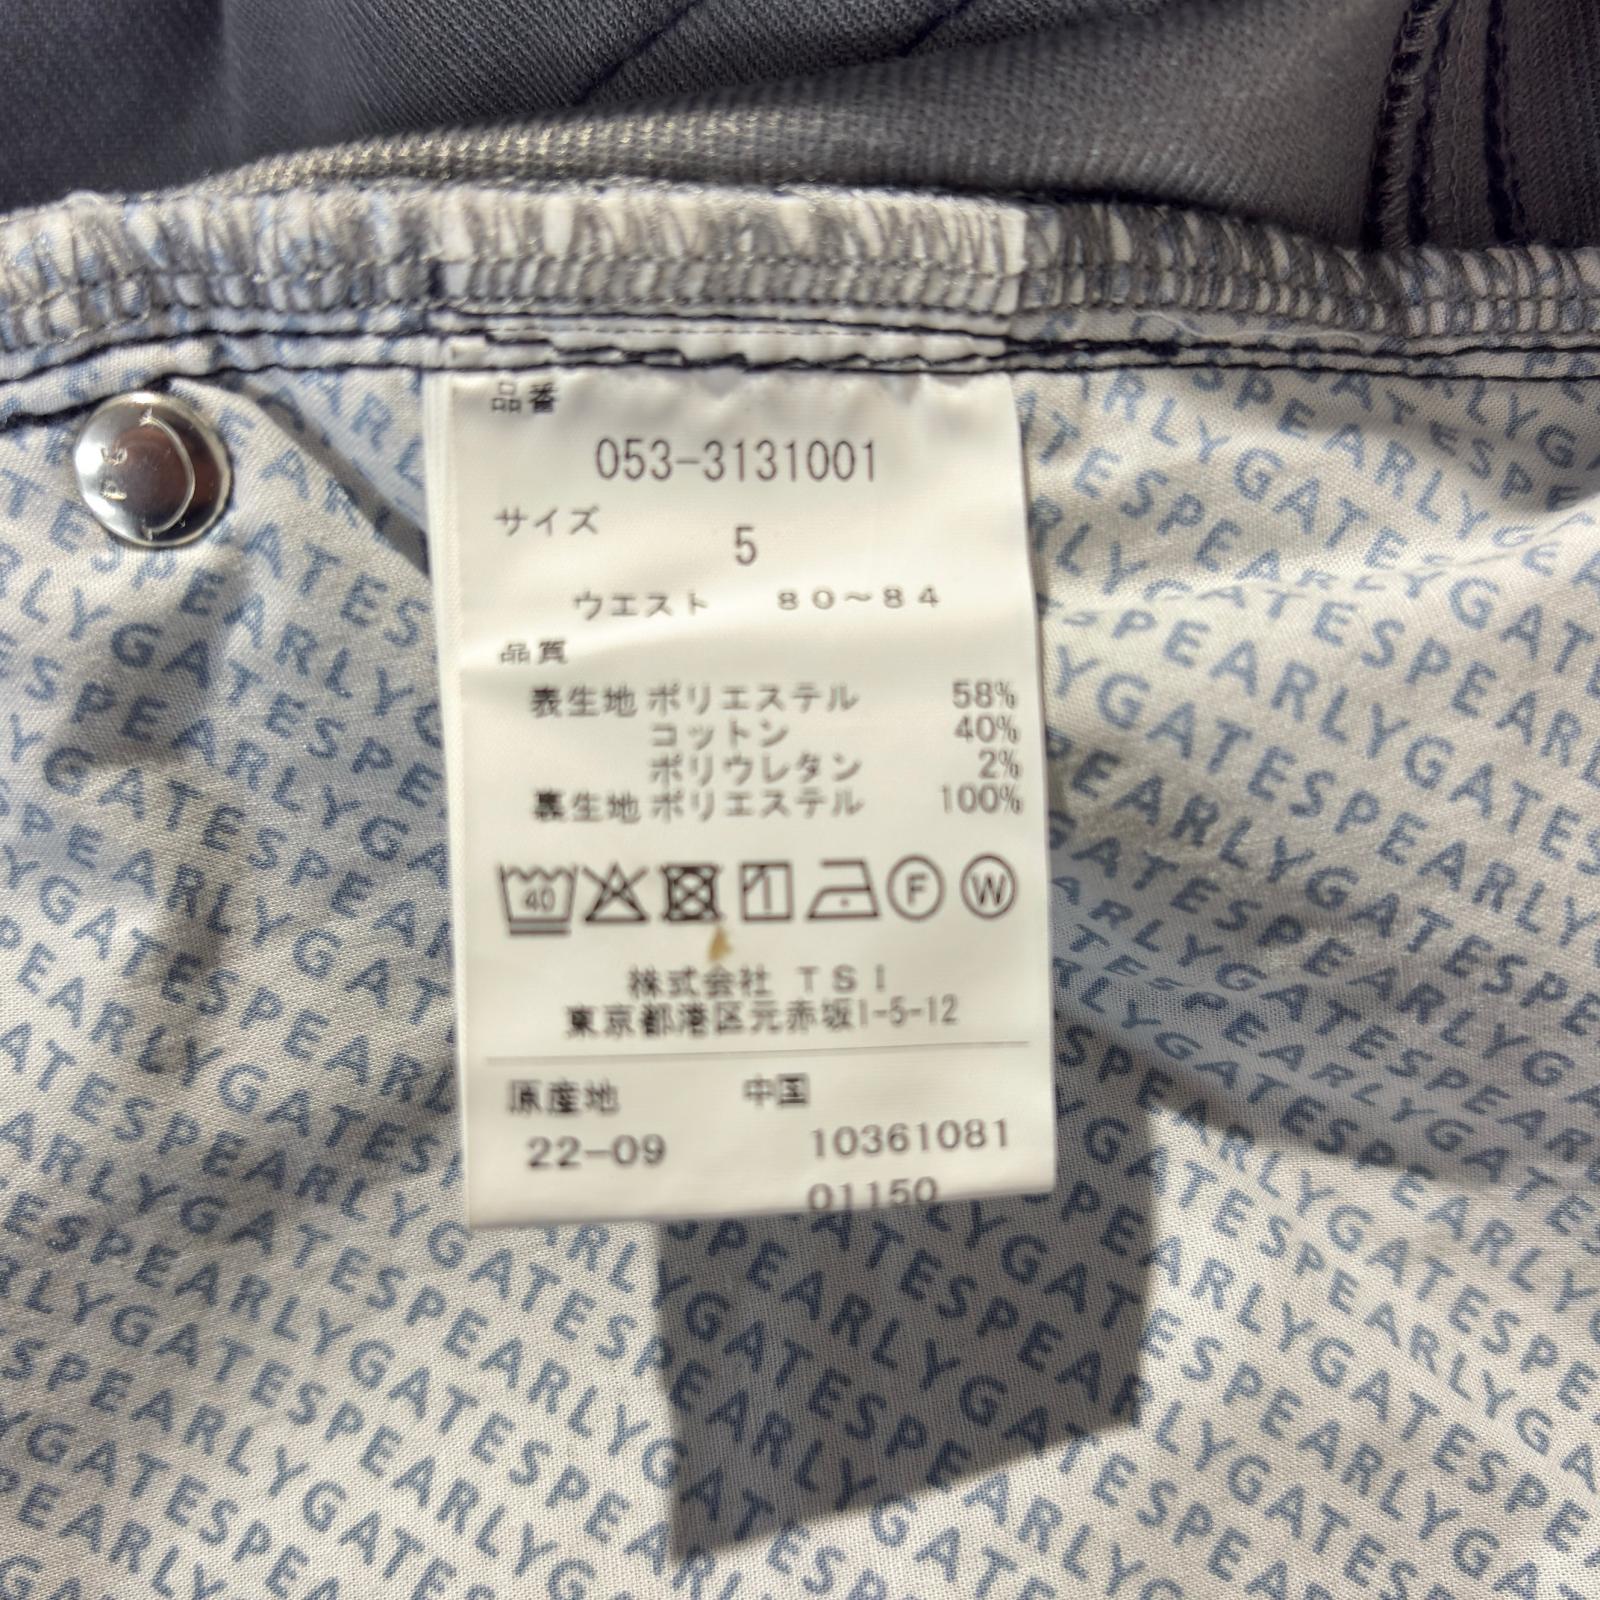 品番
053-3131001
サイズ
5
ウエスト 80～84
品質
表生地 ポリエステル 58%
コットン 40%
ポリウレタン 2%
裏生地 ポリエステル 100%
40 F W
株式会社 TSI
東京都港区元赤坂1-5-12
原産地 中国
22-09 10361081
01150
PEARLYGATESPEARLYGATES